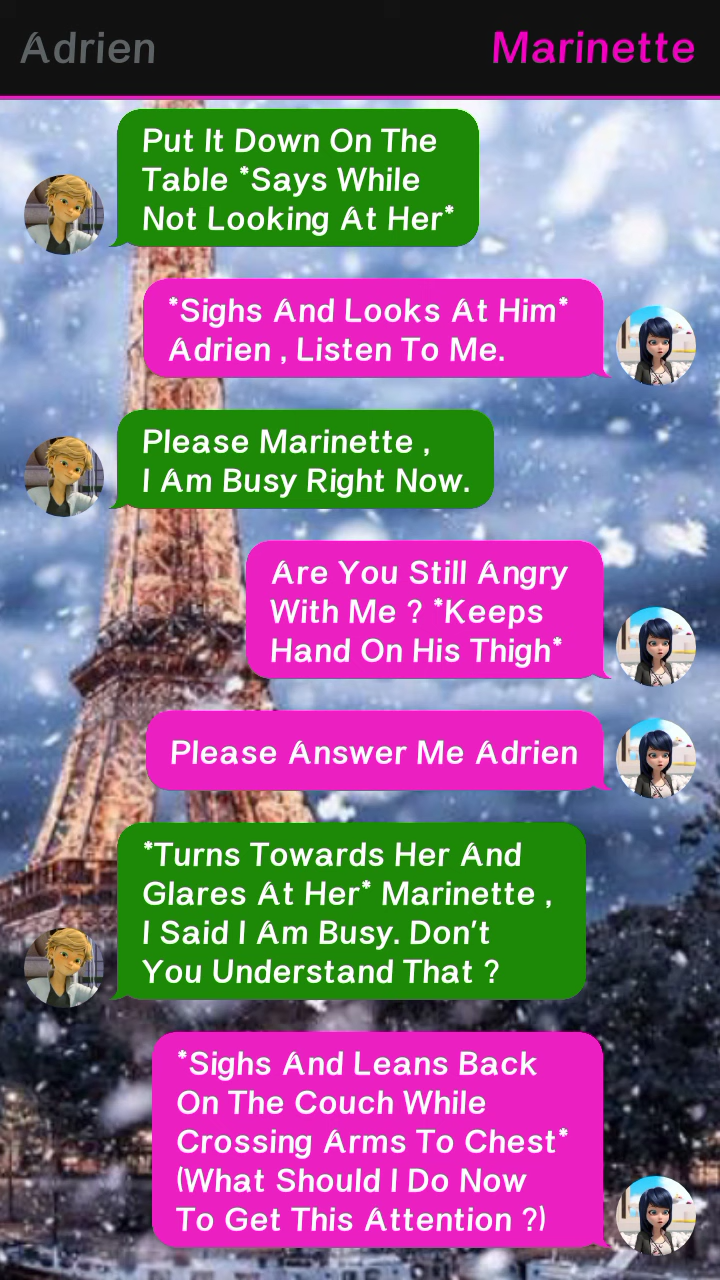 Adrien
Marinette
Put It Down On The
Table *Says While
Not Looking At Her*
*Sighs And Looks At Him*
Adrien , Listen To Me.
Please Marinette ,
I Am Busy Right Now.
Are You Still Angry
With Me ? *Keeps
Hand On His Thigh*
Please Answer Me Adrien
*Turns Towards Her And
Glares At Her* Marinette ,
I Said I Am Busy. Don't
You Understand That ?
*Sighs And Leans Back
On The Couch While
Crossing Arms To Chest*
(What Should I Do Now
To Get This Attention ?)